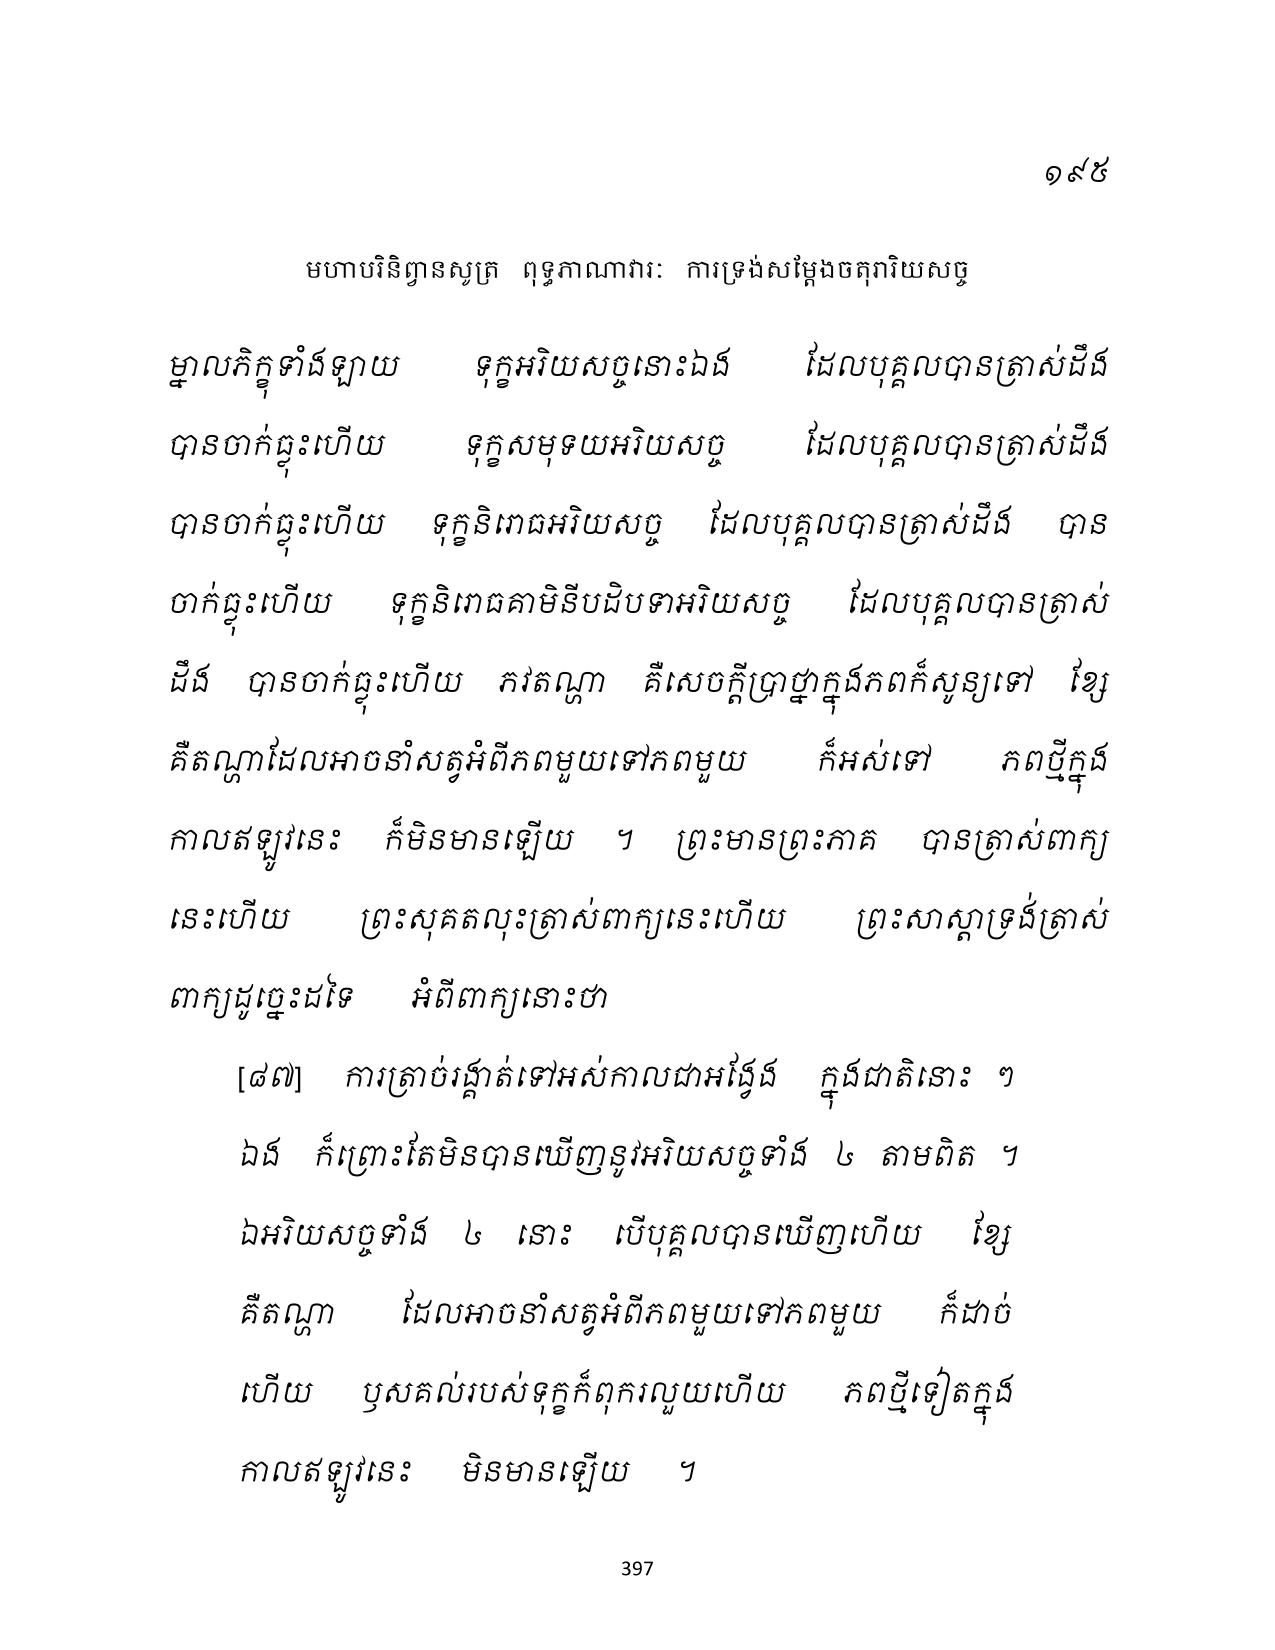 ១៩៥
មហាបរិនិព្វានសូត្រ ពុទ្ធភាណាវារៈ ការទ្រង់សម្តែងចតុរារិយសច្ច
ម្នាលភិក្ខុទាំងឡាយ ទុក្ខអរិយសច្ចនោះឯង ដែលបុគ្គលបានត្រាស់ដឹង
បានចាក់ធ្លុះហើយ ទុក្ខសមុទយអរិយសច្ច ដែលបុគ្គលបានត្រាស់ដឹង
បានចាក់ធ្លុះហើយ ទុក្ខនិរោធអរិយសច្ច ដែលបុគ្គលបានត្រាស់ដឹង បាន
ចាក់ធ្លុះហើយ ទុក្ខនិរោធគាមិនីបដិបទាអរិយសច្ច ដែលបុគ្គលបានត្រាស់
ដឹង បានចាក់ធ្លុះហើយ ភវតណ្ហា គឺសេចក្តីប្រាថ្នាក្នុងភពក៏សូន្យទៅ ខ្សែ
គឺតណ្ហាដែលអាចនាំសត្វអំពីភពមួយទៅភពមួយ ក៏អស់ទៅ ភពថ្មីក្នុង
កាលឥឡូវនេះ ក៏មិនមានឡើយ ។ ព្រះមានព្រះភាគ បានត្រាស់ពាក្យ
នេះហើយ ព្រះសុគតលុះត្រាស់ពាក្យនេះហើយ ព្រះសាស្តាទ្រង់ត្រាស់
ពាក្យដូច្នេះដទៃ អំពីពាក្យនោះថា
[៨៧] ការត្រាច់រង្គាត់ទៅអស់កាលជាអង្វែង ក្នុងជាតិនោះ ៗ
ឯង ក៏ព្រោះតែមិនបានឃើញនូវអរិយសច្ចទាំង ៤ តាមពិត ។
ឯអរិយសច្ចទាំង ៤ នោះ បើបុគ្គលបានឃើញហើយ ខ្សែ
គឺតណ្ហា ដែលអាចនាំសត្វអំពីភពមួយទៅភពមួយ ក៏ដាច់
ហើយ ឫសគល់របស់ទុក្ខក៏ពុករលួយហើយ ភពថ្មីទៀតក្នុង
កាលឥឡូវនេះ មិនមានឡើយ ។
397